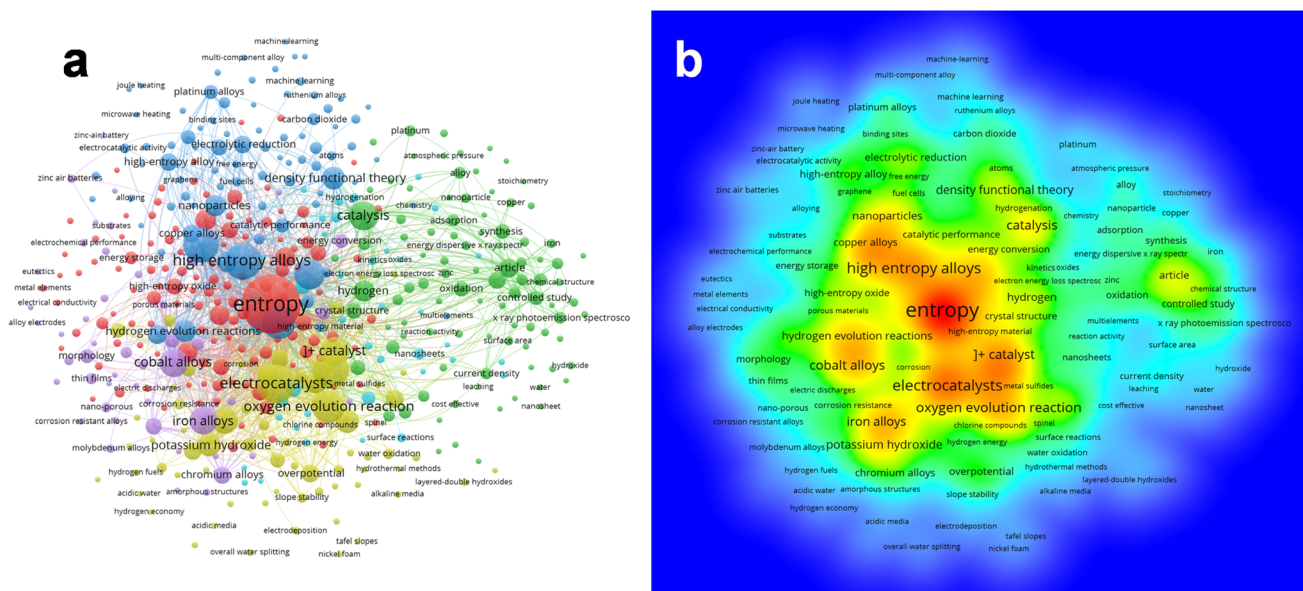 a
machine-learning
multi-component alloy
joule heating
platinum alloys
machine learning
ruthenium alloys
microwave heating
binding sites
carbon dioxide
platinum
zinc-air battery
electrocatalytic activity
electrolytic reduction
atoms
atmospheric pressure
high-entropy alloy
free energy
alloy
zinc air batteries
graphene
fuel cells
density functional theory
stoichiometry
alloying
hydrogenation
nanoparticle
nanoparticles
catalysis
chemistry
copper
substrates
copper alloys
catalytic performance
adsorption
electrochemical performance
energy conversion
synthesis
energy storage
energy dispersive x ray spectr
iron
eutectics
high entropy alloys
kinetics
oxides
article
metal elements
electron energy loss spectrosc
zinc
chemical structure
electrical conductivity
high-entropy oxide
hydrogen
oxidation
controlled study
porous materials
entropy
crystal structure
alloy electrodes
hydrogen evolution reactions
high-entropy material
multielements
x ray photoemission spectrosco
reaction activity
morphology
cobalt alloys
corrosion
]+ catalyst
nanosheets
surface area
thin films
electric discharges
electrocatalysts
metal sulfides
current density
leaching
hydroxide
water
nano-porous
corrosion resistance
oxygen evolution reaction
cost effective
nanosheet
corrosion resistant alloys
iron alloys
chlorine compounds
spinel
molybdenum alloys
potassium hydroxide
hydrogen energy
surface reactions
water oxidation
hydrogen fuels
chromium alloys
overpotential
hydrothermal methods
acidic water
amorphous structures
slope stability
alkaline media
layered-double hydroxides
hydrogen economy
acidic media
electrodeposition
tafel slopes
overall water splitting
nickel foam
b
machine-learning
multi-component alloy
joule heating
platinum alloys
machine learning
ruthenium alloys
microwave heating
binding sites
carbon dioxide
platinum
zinc-air battery
electrocatalytic activity
electrolytic reduction
atoms
atmospheric pressure
high-entropy alloy
free energy
alloy
zinc air batteries
graphene
fuel cells
density functional theory
stoichiometry
alloying
hydrogenation
nanoparticle
nanoparticles
catalysis
chemistry
copper
substrates
copper alloys
catalytic performance
adsorption
electrochemical performance
energy conversion
synthesis
energy storage
energy dispersive x ray spectr
iron
eutectics
high entropy alloys
kinetics
oxides
article
metal elements
electron energy loss spectrosc
zinc
chemical structure
electrical conductivity
high-entropy oxide
hydrogen
oxidation
controlled study
porous materials
entropy
crystal structure
alloy electrodes
hydrogen evolution reactions
high-entropy material
multielements
x ray photoemission spectrosco
reaction activity
morphology
cobalt alloys
corrosion
]+ catalyst
nanosheets
surface area
thin films
electric discharges
electrocatalysts
metal sulfides
current density
leaching
hydroxide
water
nano-porous
corrosion resistance
oxygen evolution reaction
cost effective
nanosheet
corrosion resistant alloys
iron alloys
chlorine compounds
spinel
molybdenum alloys
potassium hydroxide
hydrogen energy
surface reactions
water oxidation
hydrogen fuels
chromium alloys
overpotential
hydrothermal methods
acidic water
amorphous structures
slope stability
alkaline media
layered-double hydroxides
hydrogen economy
acidic media
electrodeposition
tafel slopes
overall water splitting
nickel foam